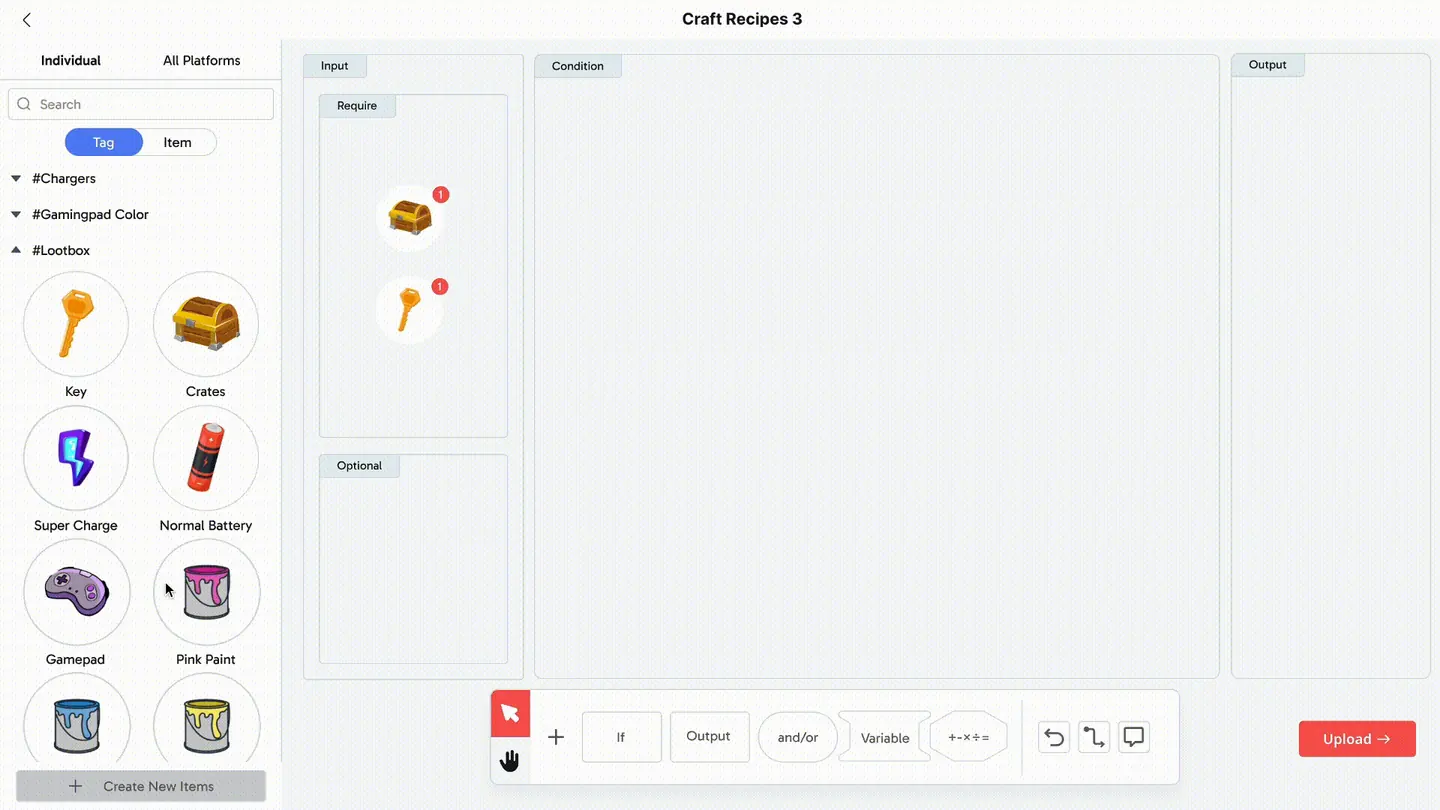 Craft Recipes 3
Individual
All Platforms
Search
Tag
Item
#Chargers
#Gamingpad Color
#Lootbox
Key
Crates
Super Charge
Normal Battery
Gamepad
Pink Paint
+ Create New Items
Input
Require
1
1
Optional
Condition
Output
+
If
Output
and/or
Variable
+-×÷=
Upload →